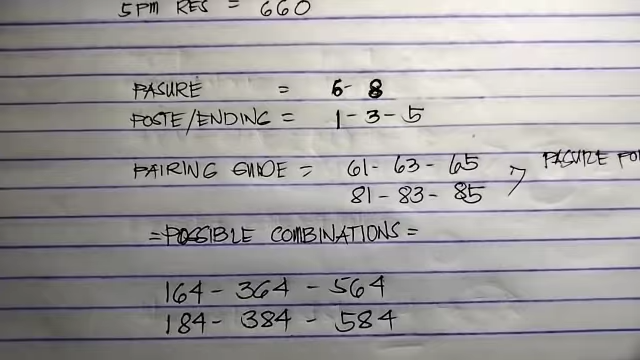 5PM RES = 660
PASURE = 6-8
POSTE/ENDING = 1-3-5
PAIRING GUIDE = 61-63-65
81-83-85 > PASURE
=POSSIBLE COMBINATIONS=
164-364-564
184-384-584